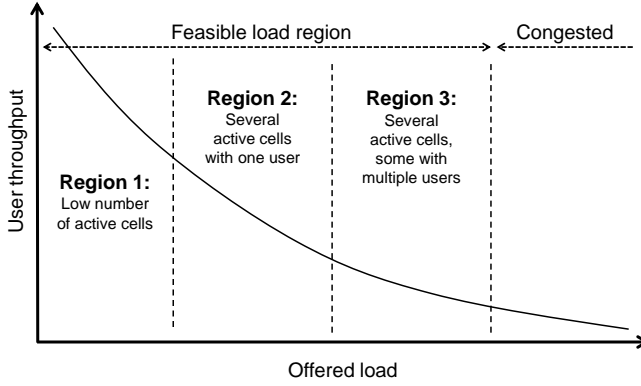 Feasible load region
Congested
Region 2:
Several
active cells
with one user
Region 3:
Several
active cells,
some with
multiple users
Region 1:
Low number
of active cells
User throughput
Offered load